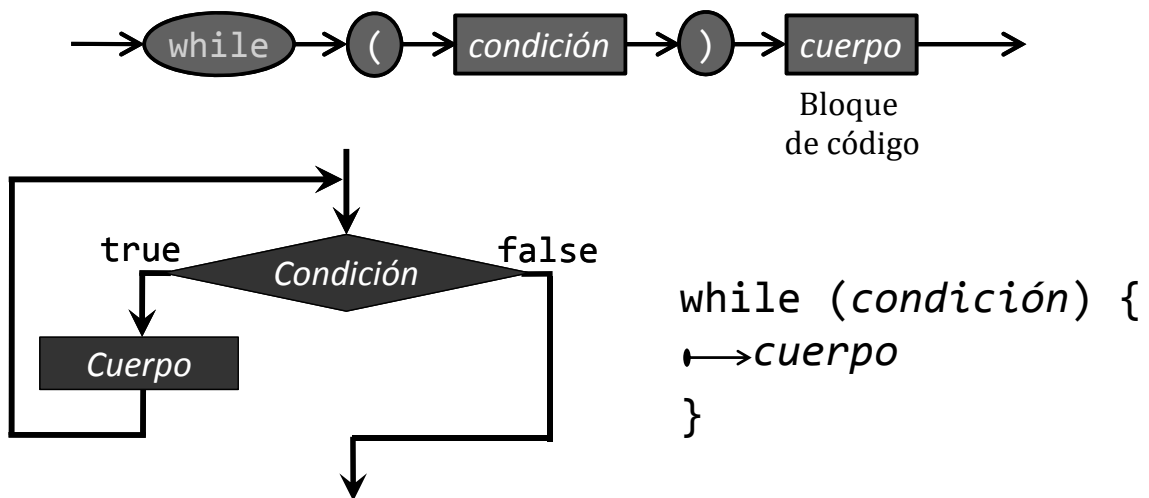 while ( condición ) cuerpo
Bloque
de código
true false
Condición
Cuerpo
while (condición) {
cuerpo
}